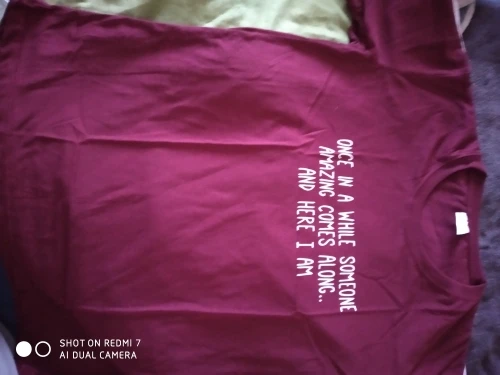 ONCE IN A WHILE SOMEONE
AMAZING COMES ALONG..
AND HERE I AM
SHOT ON REDMI 7
AI DUAL CAMERA